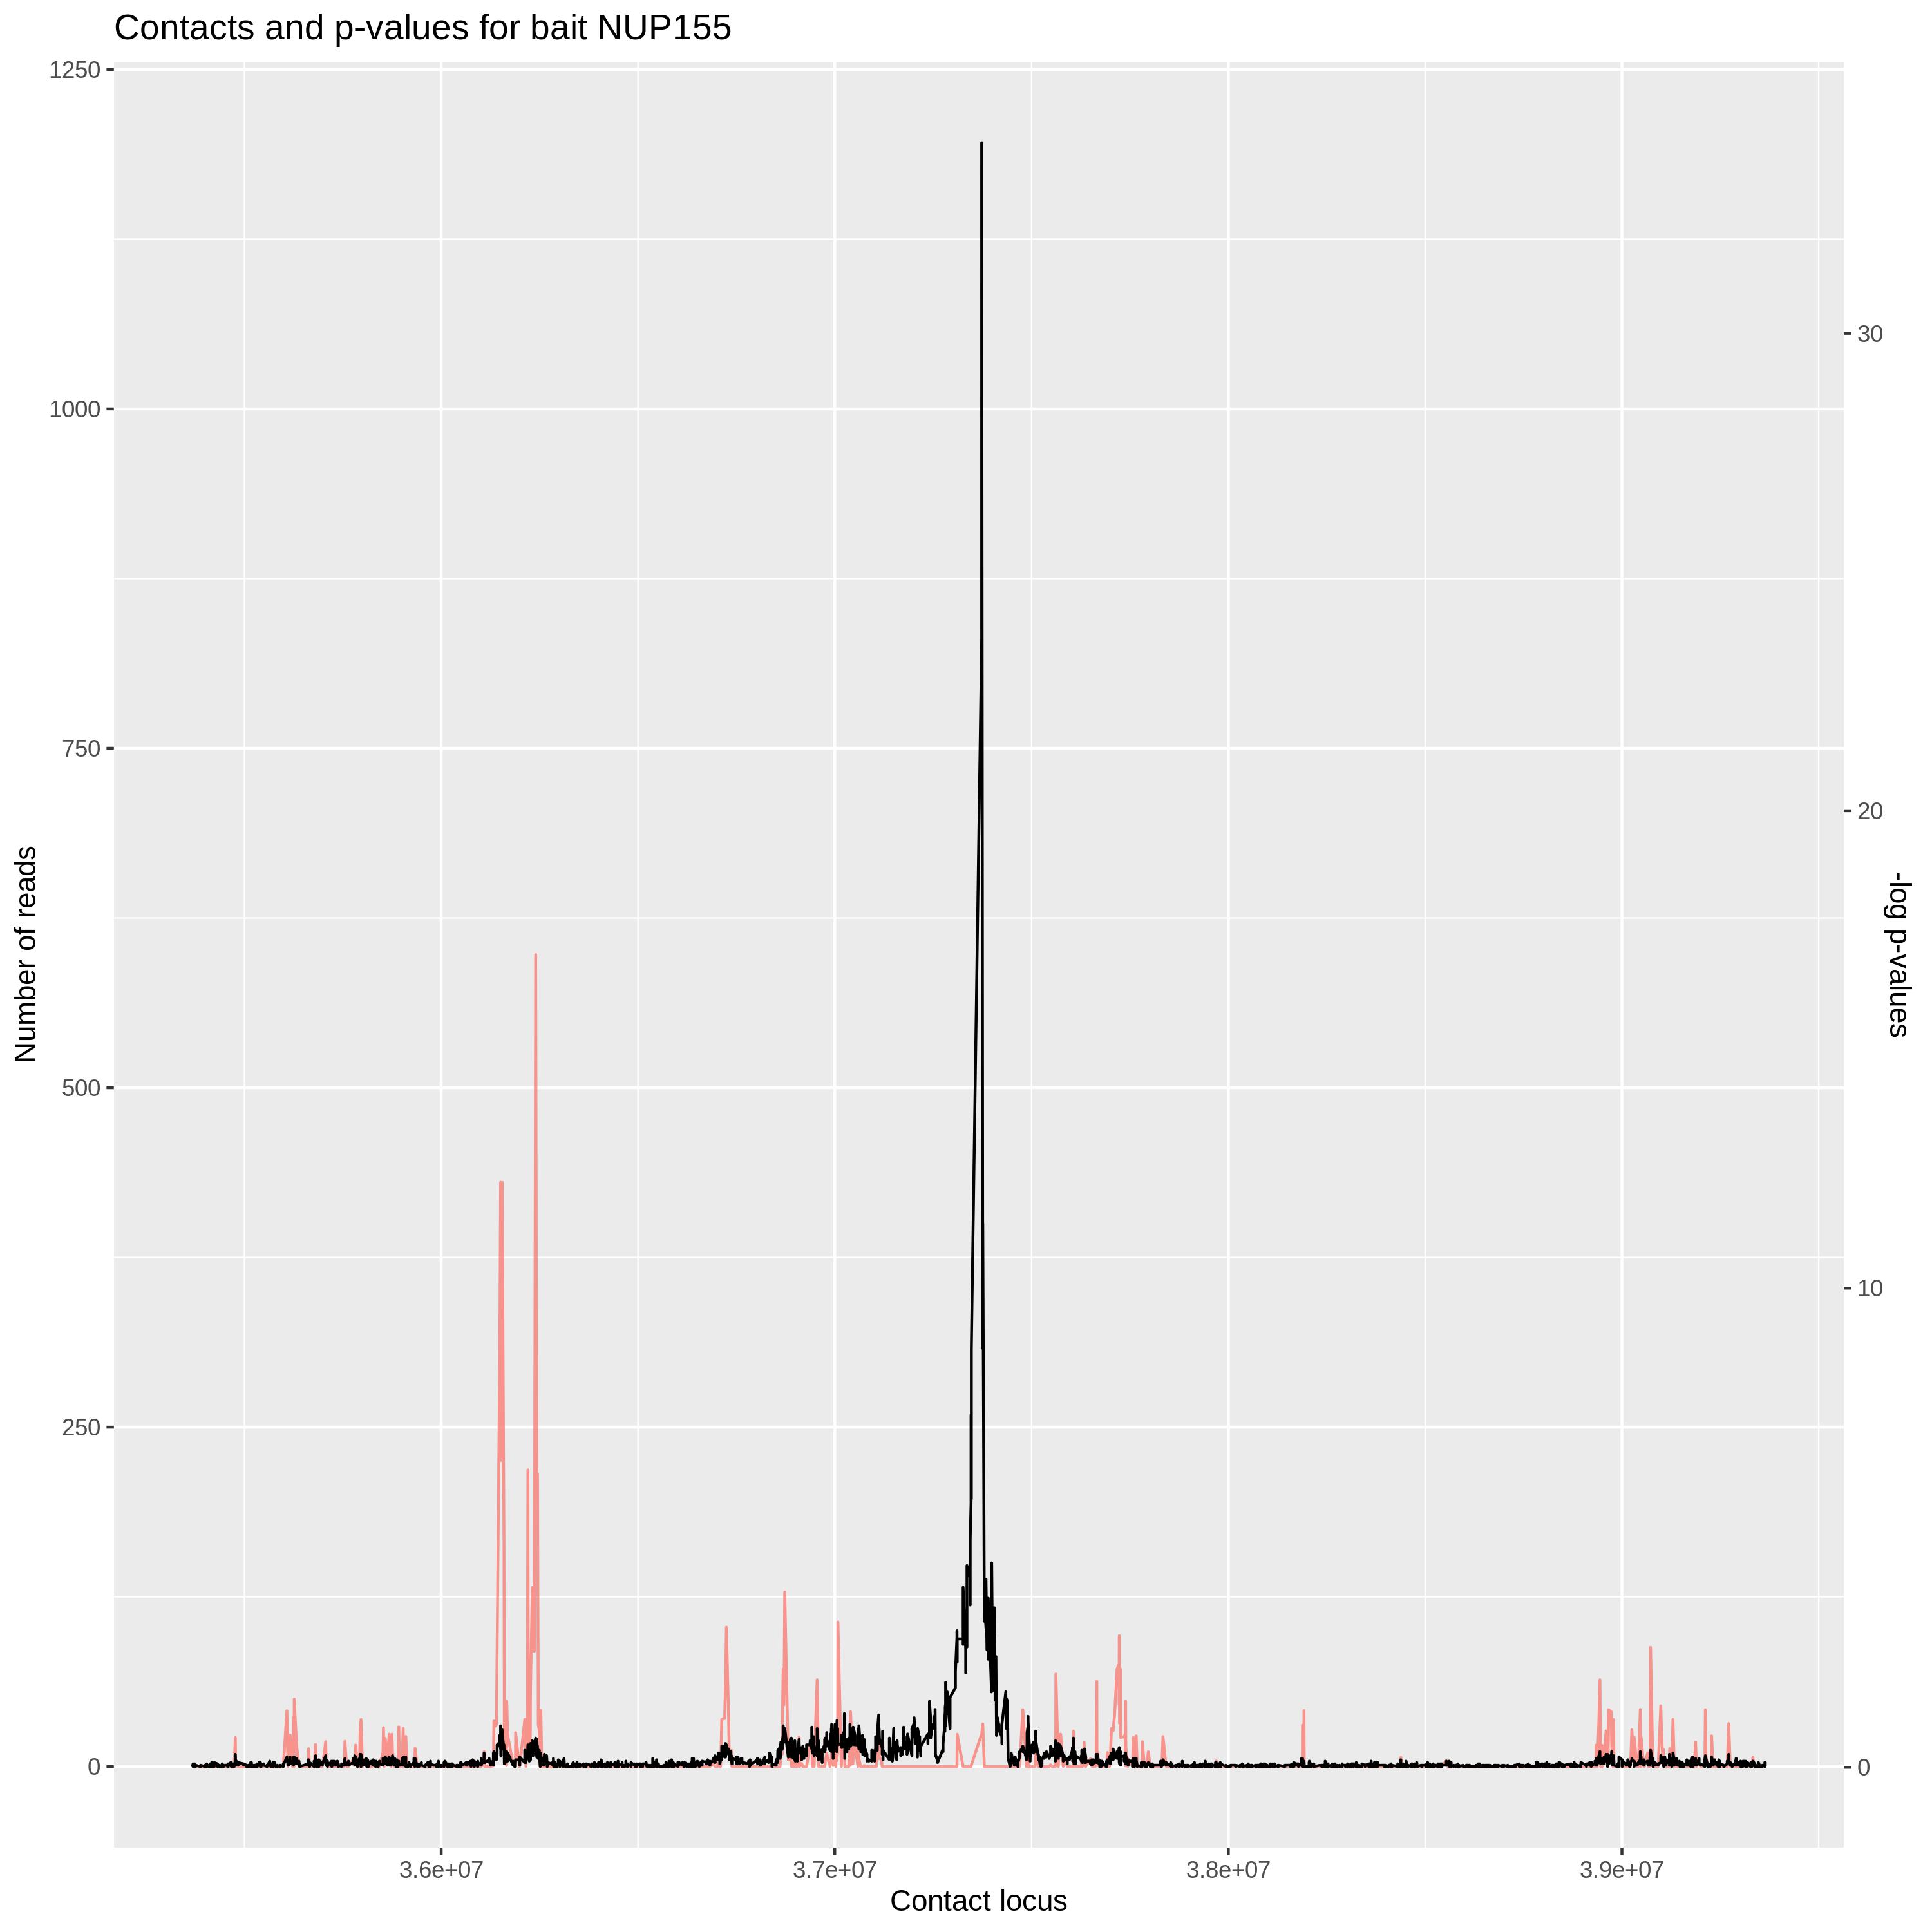 Contacts and p-values for bait NUP155
1250
1000
750
500
250
0
Number of reads
30
20
10
0
-log p-values
3.6e+07
3.7e+07
3.8e+07
3.9e+07
Contact locus